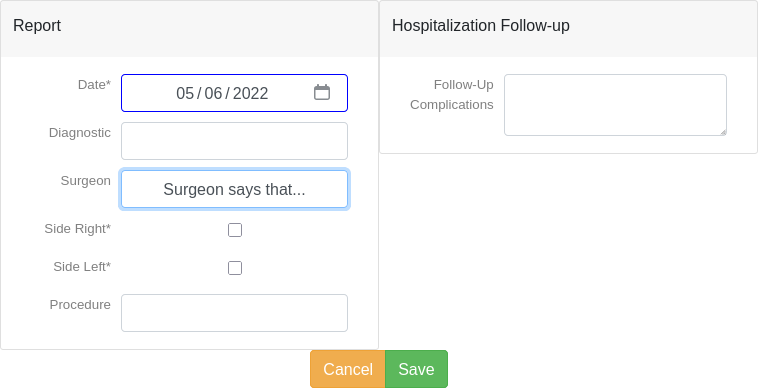 Report
Date*
05/06/2022
Diagnostic
Surgeon
Surgeon says that...
Side Right*
Side Left*
Procedure
Hospitalization Follow-up
Follow-Up
Complications
Cancel
Save